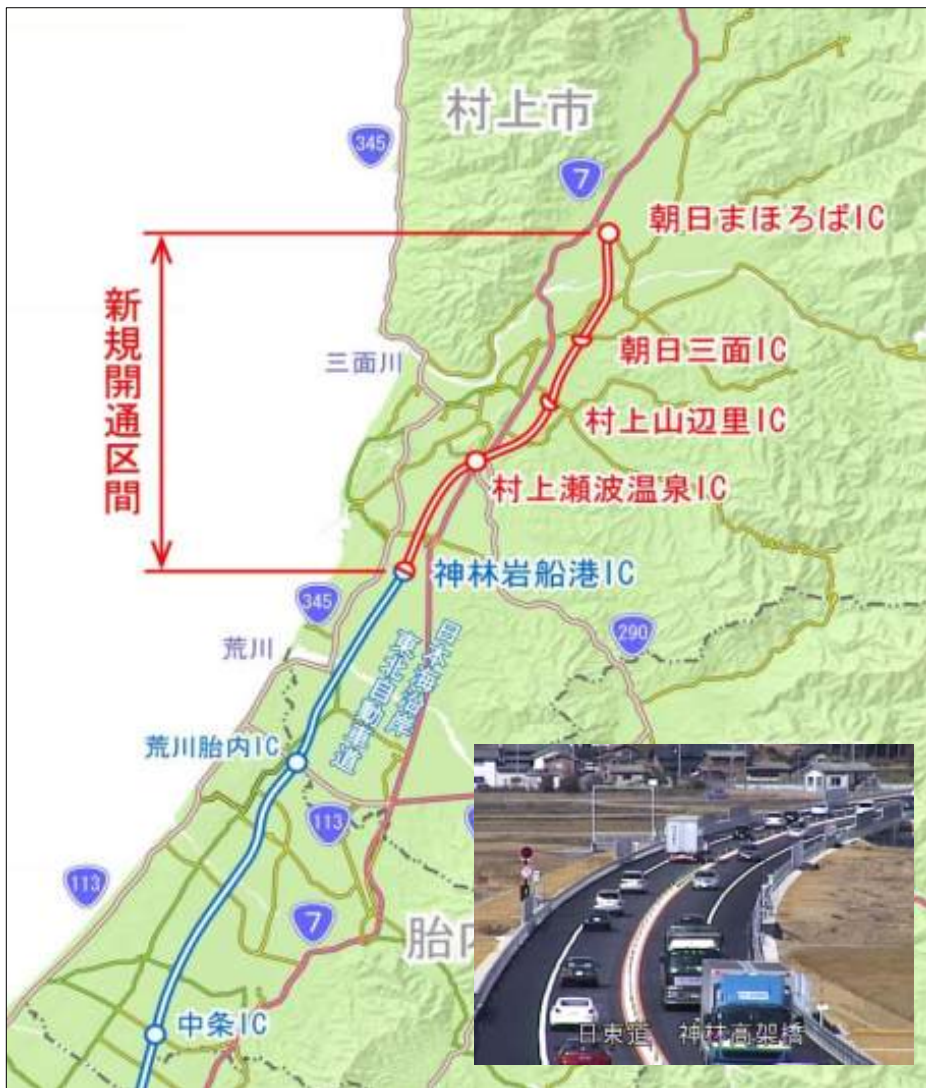 村上市
345
7
朝日まほろばIC
新規開通区間
朝日三面IC
三面川
村上山辺里IC
村上瀬波温泉IC
神林岩船港IC
345
290
荒川
日本海沿岸
東北自動車道
荒川胎内IC
113
113
7
胎内
中条IC
日東道 神林高架橋